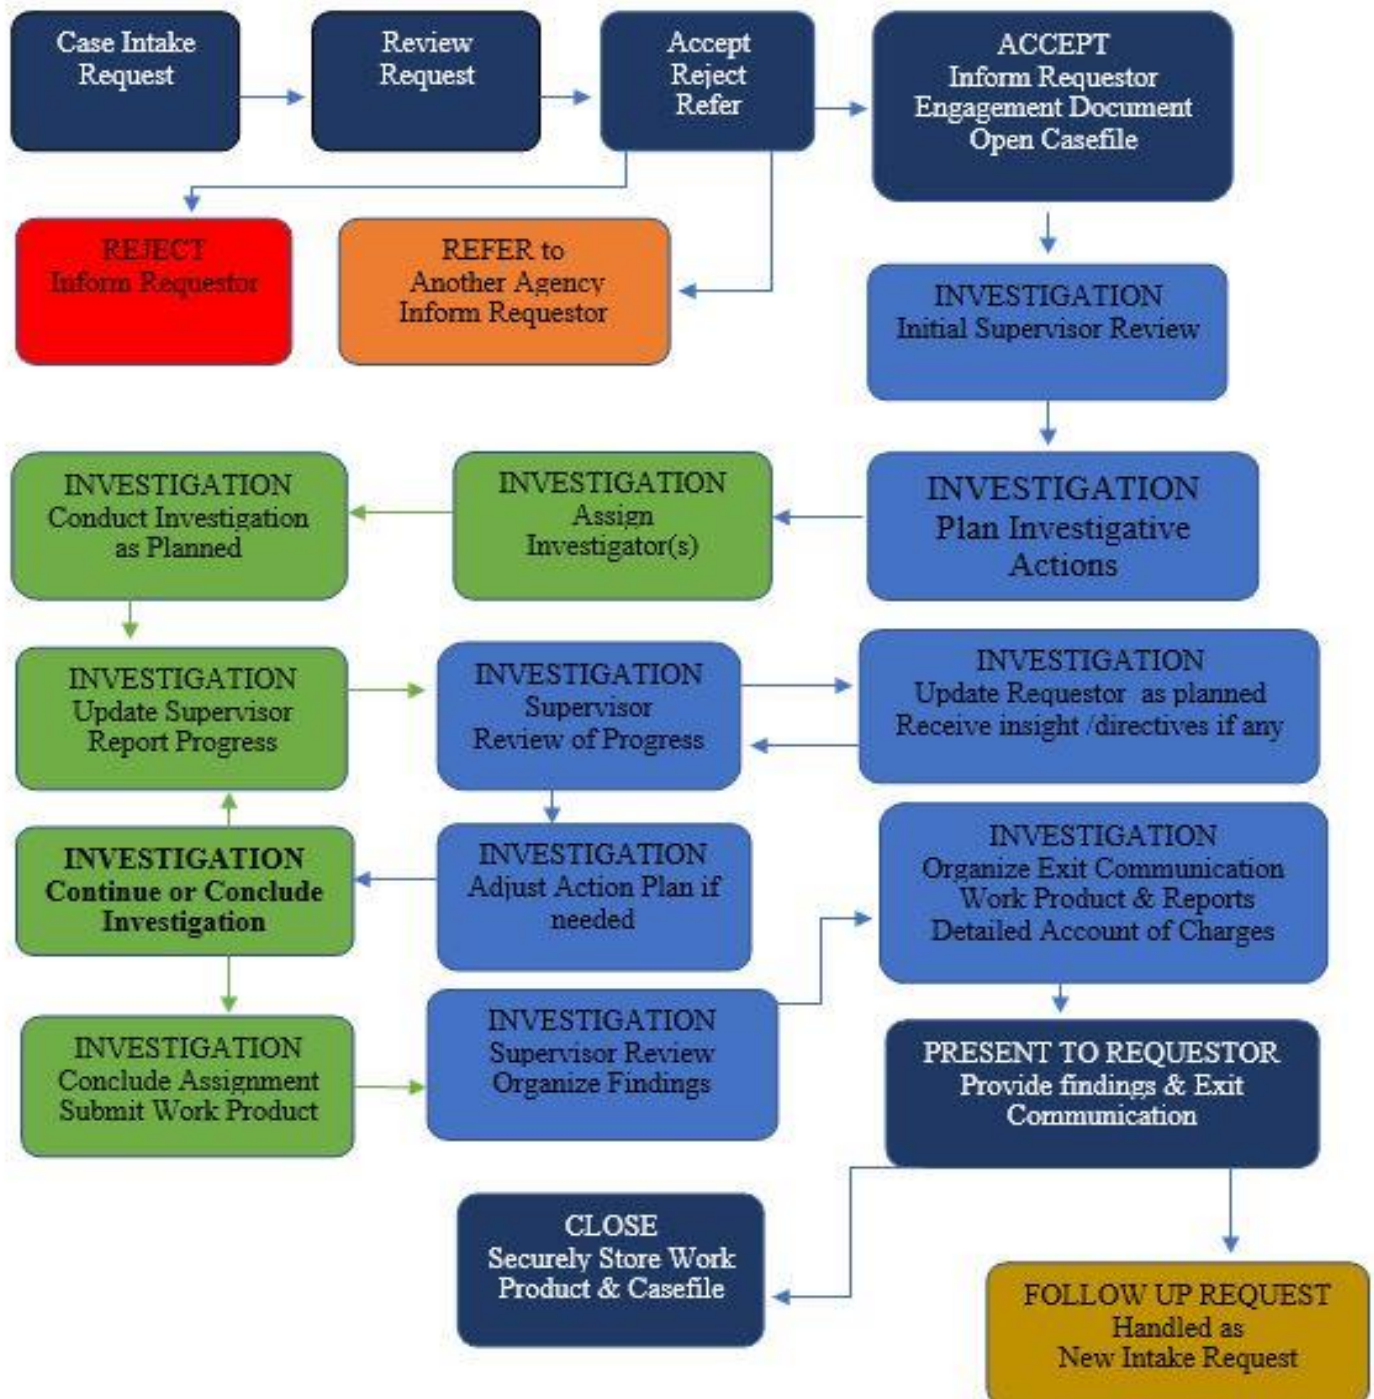 Case Intake
Request
Review
Request
Accept
Reject
Refer
ACCEPT
Inform Requestor
Engagement Document
Open Casefile
REJECT
Inform Requestor
REFER to
Another Agency
Inform Requestor
INVESTIGATION
Initial Supervisor Review
INVESTIGATION
Plan Investigative
Actions
INVESTIGATION
Assign
Investigator(s)
INVESTIGATION
Conduct Investigation
as Planned
INVESTIGATION
Update Supervisor
Report Progress
INVESTIGATION
Supervisor
Review of Progress
INVESTIGATION
Update Requestor as planned
Receive insight /directives if any
INVESTIGATION
Adjust Action Plan if
needed
INVESTIGATION
Continue or Conclude
Investigation
INVESTIGATION
Conclude Assignment
Submit Work Product
INVESTIGATION
Supervisor Review
Organize Findings
INVESTIGATION
Organize Exit Communication
Work Product & Reports
Detailed Account of Charges
PRESENT TO REQUESTOR
Provide findings & Exit
Communication
CLOSE
Securely Store Work
Product & Casefile
FOLLOW UP REQUEST
Handled as
New Intake Request